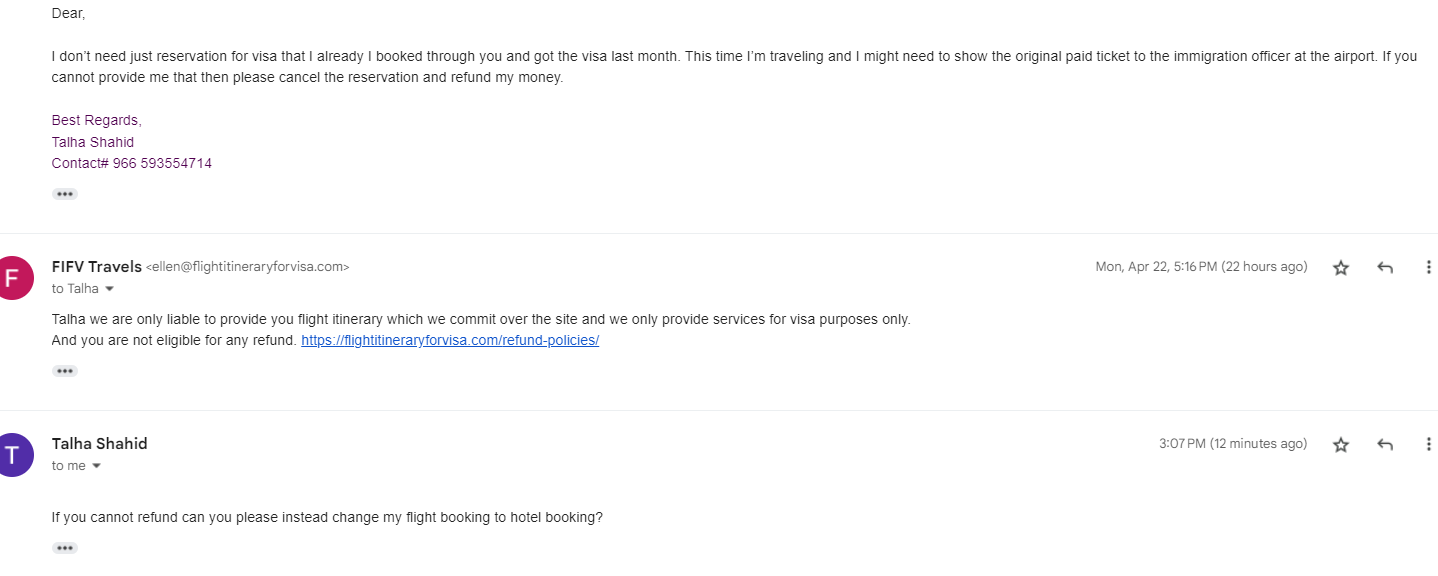 Dear,
I don't need just reservation for visa that I already I booked through you and got the visa last month. This time I'm traveling and I might need to show the original paid ticket to the immigration officer at the airport. If you
cannot provide me that then please cancel the reservation and refund my money.
Best Regards,
Talha Shahid
Contact# 966 593554714
F
FIFV Travels <ellen@flightitineraryforvisa.com>
Mon, Apr 22, 5:16 PM (22 hours ago)
to Talha
Talha we are only liable to provide you flight itinerary which we commit over the site and we only provide services for visa purposes only.
And you are not eligible for any refund. https://flightitineraryforvisa.com/refund-policies/
T
Talha Shahid
3:07 PM (12 minutes ago)
to me
If you cannot refund can you please instead change my flight booking to hotel booking?